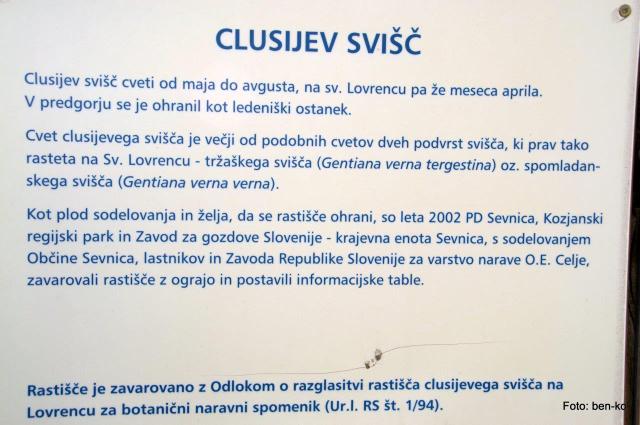 CLUSIJEV SVIŠČ
Clusijev svišč cveti od maja do avgusta, na sv. Lovrencu pa že meseca aprila.
V predgorju se je ohranil kot ledeniški ostanek.
Cvet clusijevega svišča je večji od podobnih cvetov dveh podvrst svišča, ki prav tako
rasteta na Sv. Lovrencu - tržaškega svišča (Gentiana verna tergestina) oz. spomladan-
skega svišča (Gentiana verna verna).
Kot plod sodelovanja in želja, da se rastišče ohrani, so leta 2002 PD Sevnica, Kozjanski
regijski park in Zavod za gozdove Slovenije - krajevna enota Sevnica, s sodelovanjem
Občine Sevnica, lastnikov in Zavoda Republike Slovenije za varstvo narave O.E. Celje,
zavarovali rastišče z ograjo in postavili informacijske table.
Rastišče je zavarovano z Odlokom o razglasitvi rastišča clusijevega svišča na
Lovrencu za botanični naravni spomenik (Ur.l. RS št. 1/94).
Foto: